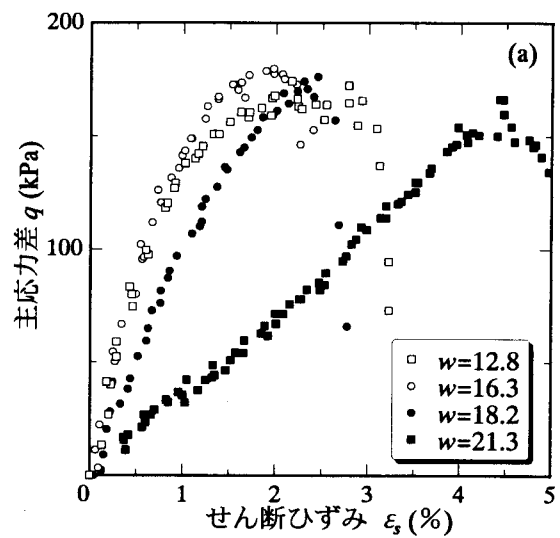 200
(a)
主応力差 q (kPa)
100
w=12.8
w=16.3
w=18.2
w=21.3
0
0 1 2 3 4 5
せん断ひずみ εs (%)